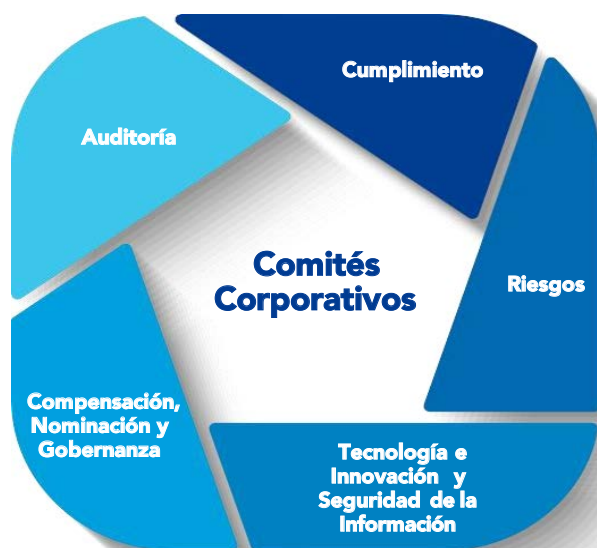 Cumplimiento
Auditoría
Comités
Corporativos
Riesgos
Compensación,
Nominación y
Gobernanza
Tecnología e
Innovación y
Seguridad de la
Información